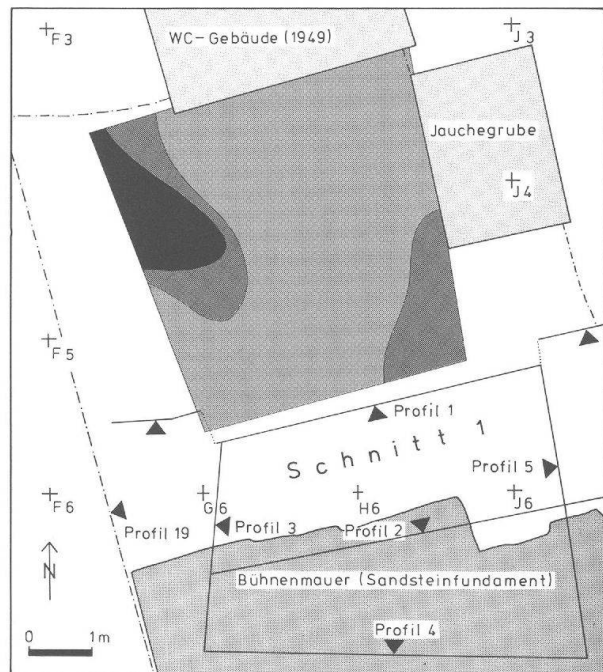 F3
J3
WC-Gebäude (1949)
Jauchegrube
J4
F5
Profil 1
Schnitt 1
Profil 5
F6
G6
H6
J6
Profil 19
Profil 3
Profil 2
N
Bühnenmauer (Sandsteinfundament)
Profil 4
0 1m